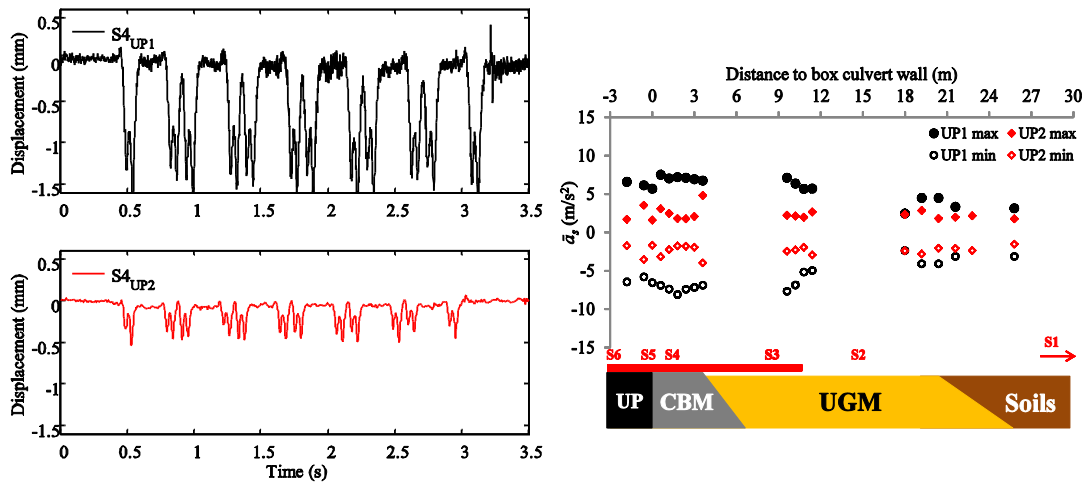 0.5
S4UP1
0
-0.5
-1
-1.5
Displacement (mm)
0 0.5 1 1.5 2 2.5 3 3.5
0.5
S4UP2
0
-0.5
-1
-1.5
Displacement (mm)
0 0.5 1 1.5 2 2.5 3 3.5
Time (s)
Distance to box culvert wall (m)
-3 0 3 6 9 12 15 18 21 24 27 30
15
10
5
0
-5
-10
-15
ās (m/s²)
UP1 max UP2 max
UP1 min UP2 min
S1
S6 S5 S4 S3 S2
UP CBM UGM Soils